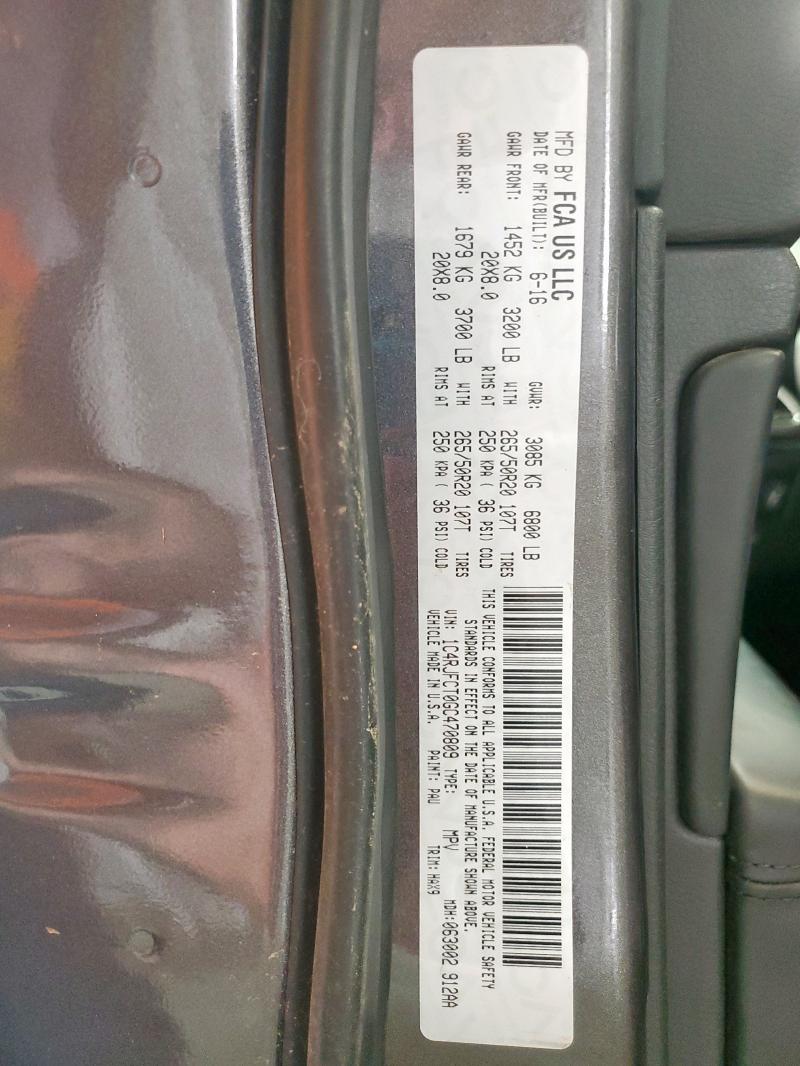 MFD BY FCA US LLC
DATE OF MFR(BUILT): 6-16 GVWR: 3085 KG 6800 LB
GAWR FRONT: 1452 KG 3200 LB WITH 265/50R20 107T TIRES
20X8.0 RIMS AT 250 KPA ( 36 PSI) COLD
GAWR REAR: 1679 KG 3700 LB WITH 265/50R20 107T TIRES
20X8.0 RIMS AT 250 KPA ( 36 PSI) COLD
THIS VEHICLE CONFORMS TO ALL APPLICABLE U.S.A. FEDERAL MOTOR VEHICLE SAFETY
STANDARDS IN EFFECT ON THE DATE OF MANUFACTURE SHOWN ABOVE.
VIN: 1C4RJFCT0GC470809 TYPE: MPV MDH:063002 912AA
VEHICLE MADE IN U.S.A. PAINT: PAU TRIM: HAX9